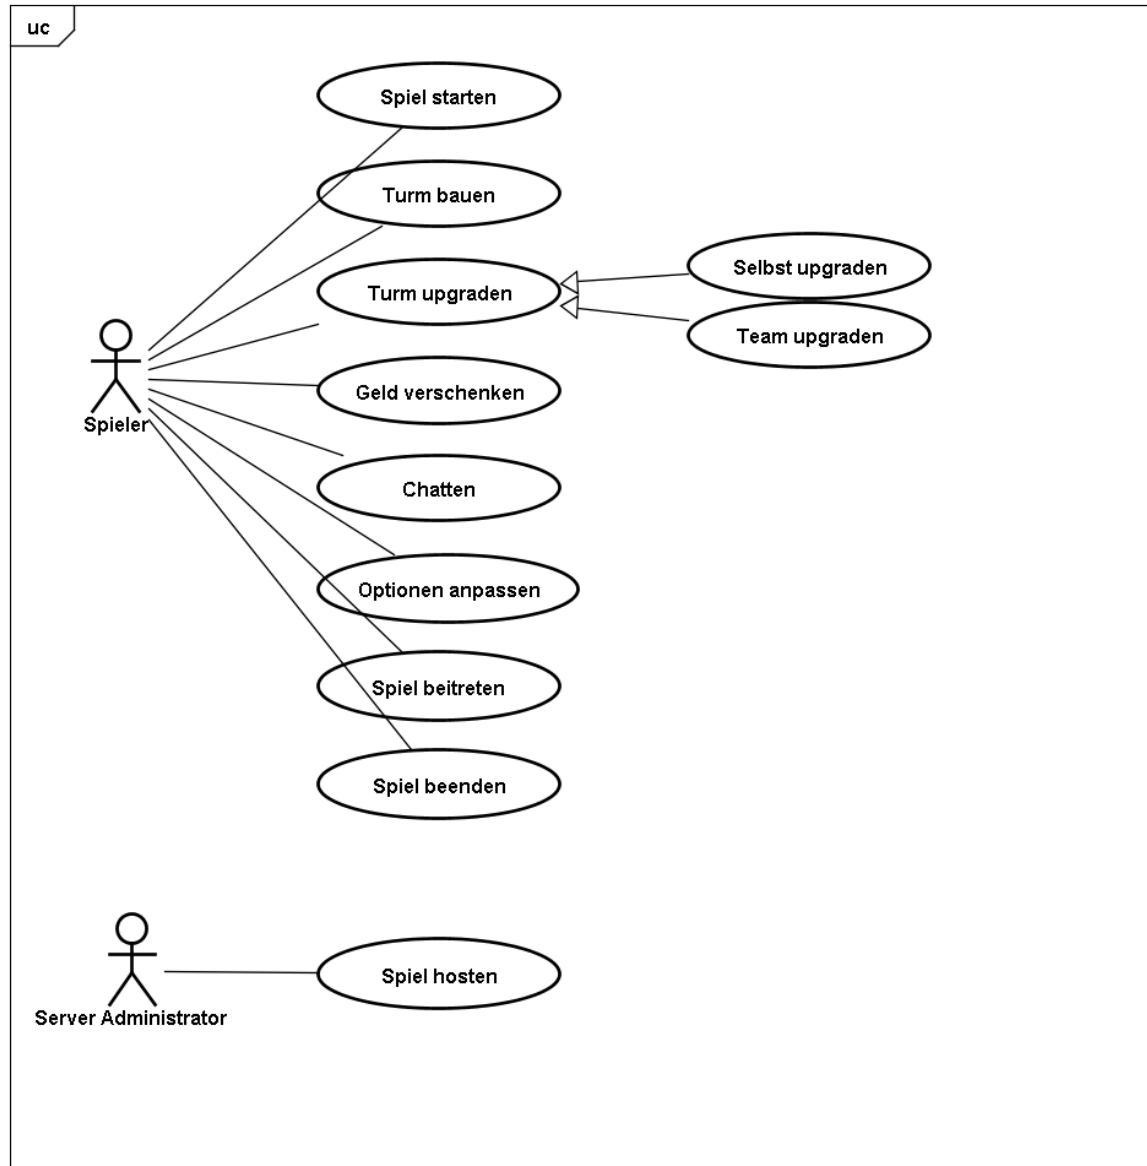 uc
Spiel starten
Turm bauen
Turm upgraden
Selbst upgraden
Team upgraden
Geld verschenken
Spieler
Chatten
Optionen anpassen
Spiel beitreten
Spiel beenden
Spiel hosten
Server Administrator